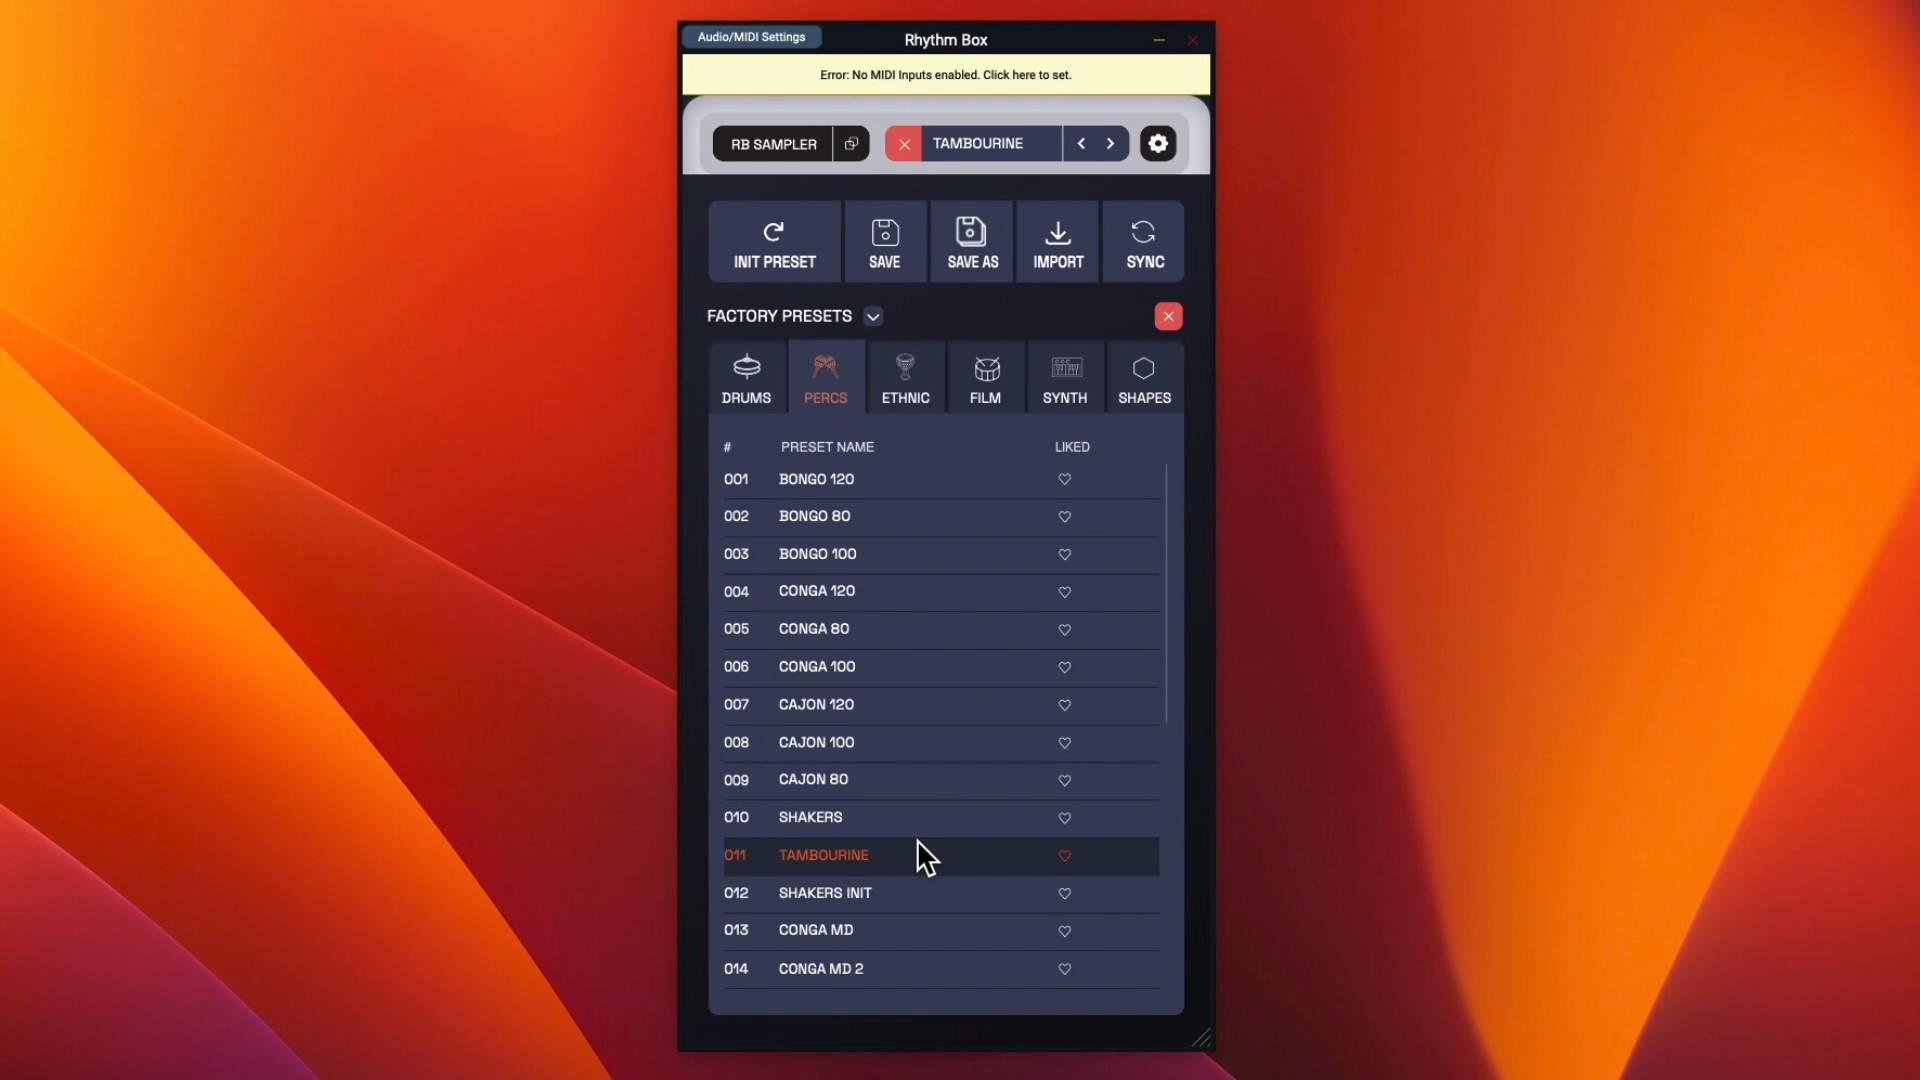 Audio/MIDI Settings
Rhythm Box
Error: No MIDI Inputs enabled. Click here to set.
RB SAMPLER
TAMBOURINE
INIT PRESET
SAVE
SAVE AS
IMPORT
SYNC
FACTORY PRESETS
DRUMS
PERCS
ETHNIC
FILM
SYNTH
SHAPES
# PRESET NAME LIKED
001 BONGO 120
002 BONGO 80
003 BONGO 100
004 CONGA 120
005 CONGA 80
006 CONGA 100
007 CAJON 120
008 CAJON 100
009 CAJON 80
010 SHAKERS
011 TAMBOURINE
012 SHAKERS INIT
013 CONGA MD
014 CONGA MD 2